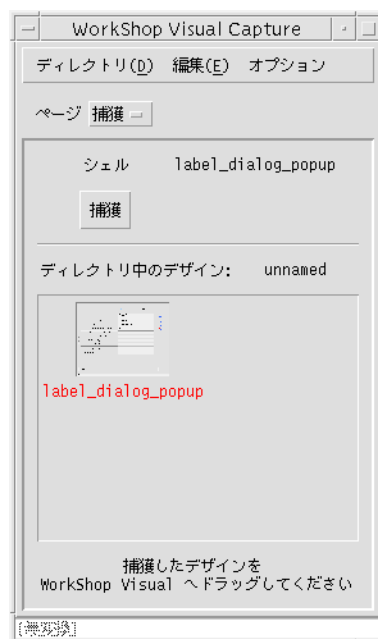 WorkShop Visual Capture
ディレクトリ(D) 編集(E) オプション
ページ 捕獲
シェル label_dialog_popup
捕獲
ディレクトリ中のデザイン: unnamed
label_dialog_popup
捕獲したデザインを
WorkShop Visual へドラッグしてください
[無変換]